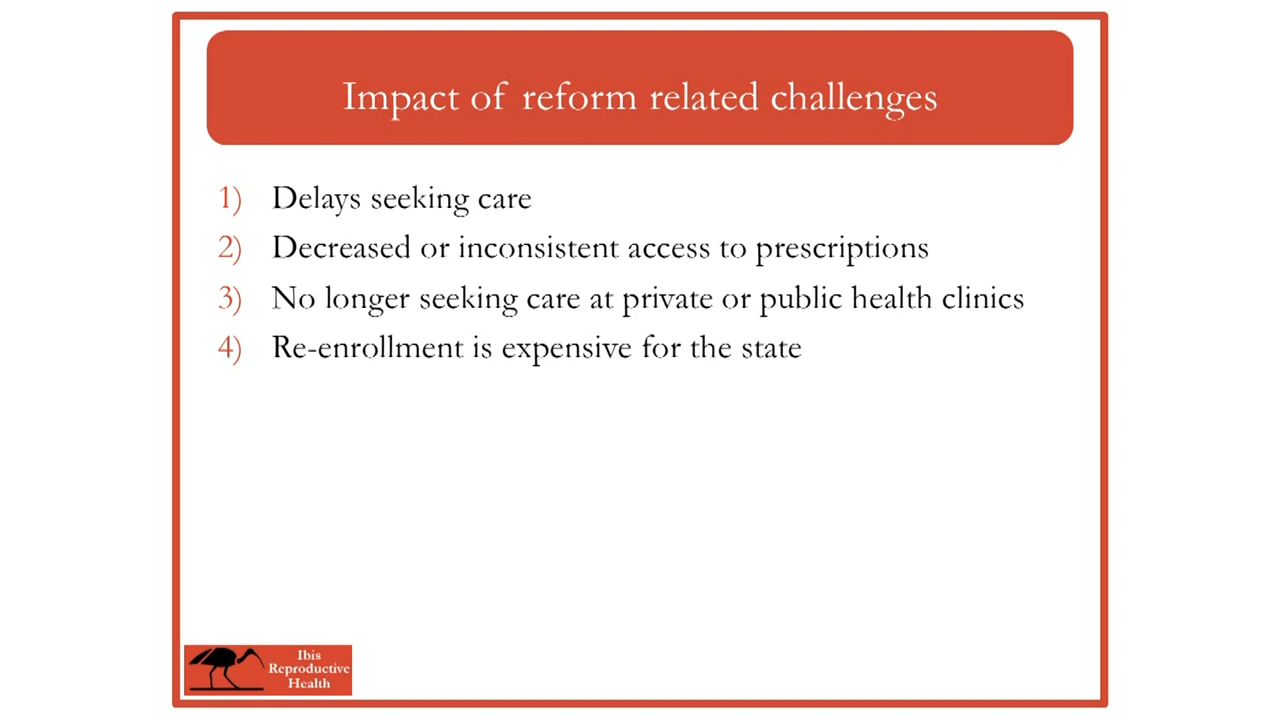 Impact of reform related challenges
1) Delays seeking care
2) Decreased or inconsistent access to prescriptions
3) No longer seeking care at private or public health clinics
4) Re-enrollment is expensive for the state
Ibis
Reproductive
Health